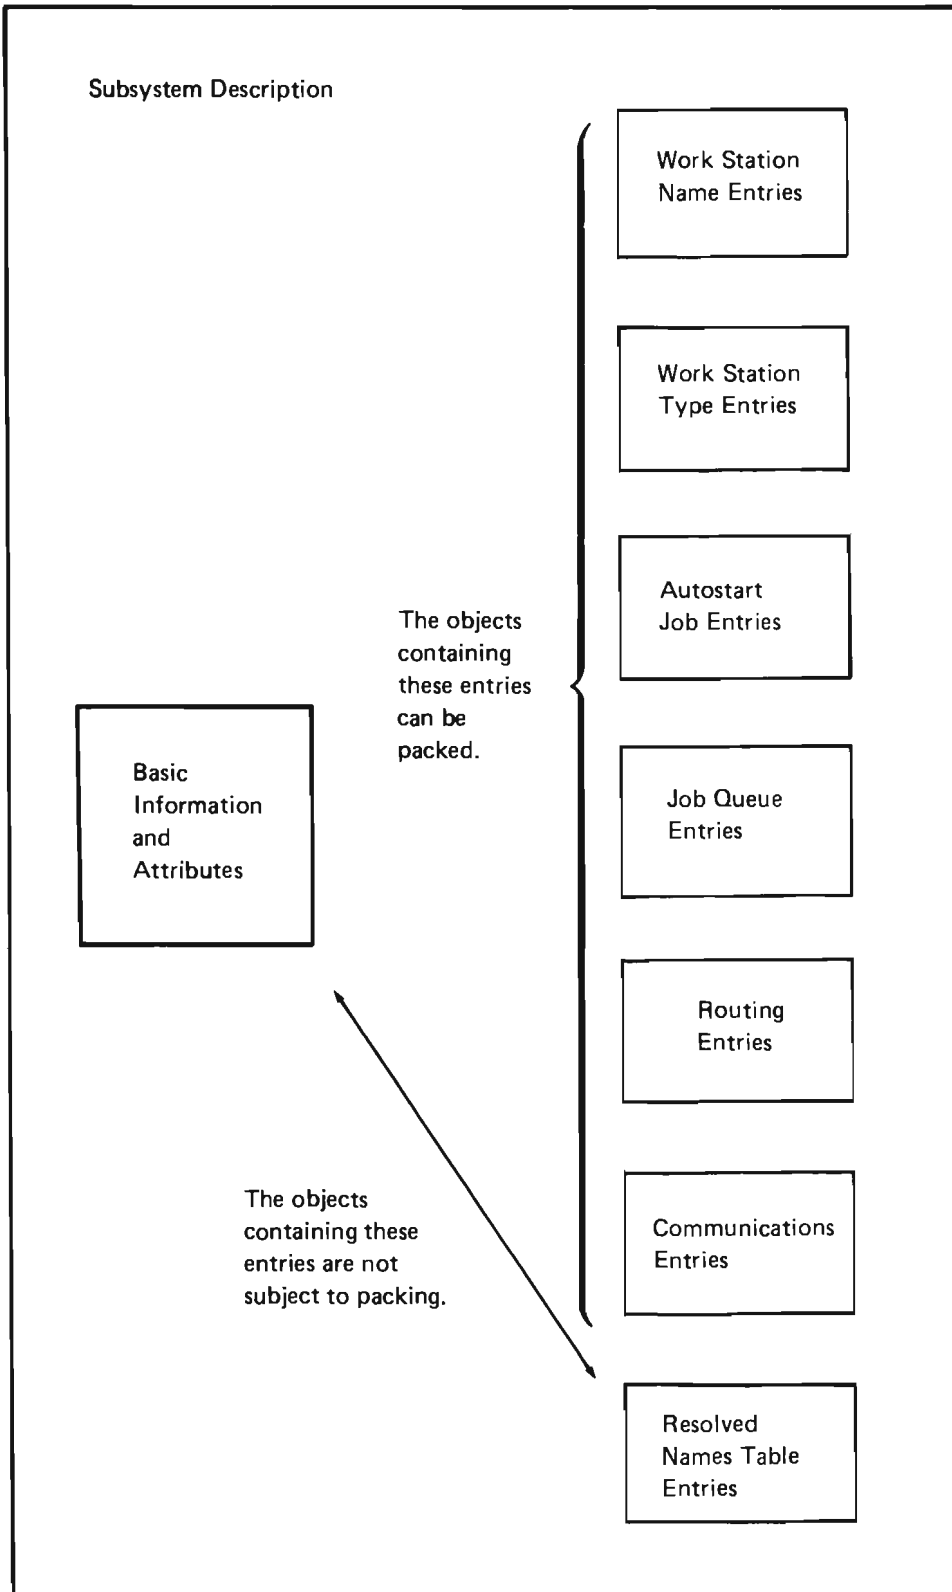 Subsystem Description
Work Station
Name Entries
Work Station
Type Entries
Autostart
Job Entries
The objects
containing
these entries
can be
packed.
Basic
Information
and
Attributes
Job Queue
Entries
Routing
Entries
The objects
containing these
entries are not
subject to packing.
Communications
Entries
Resolved
Names Table
Entries